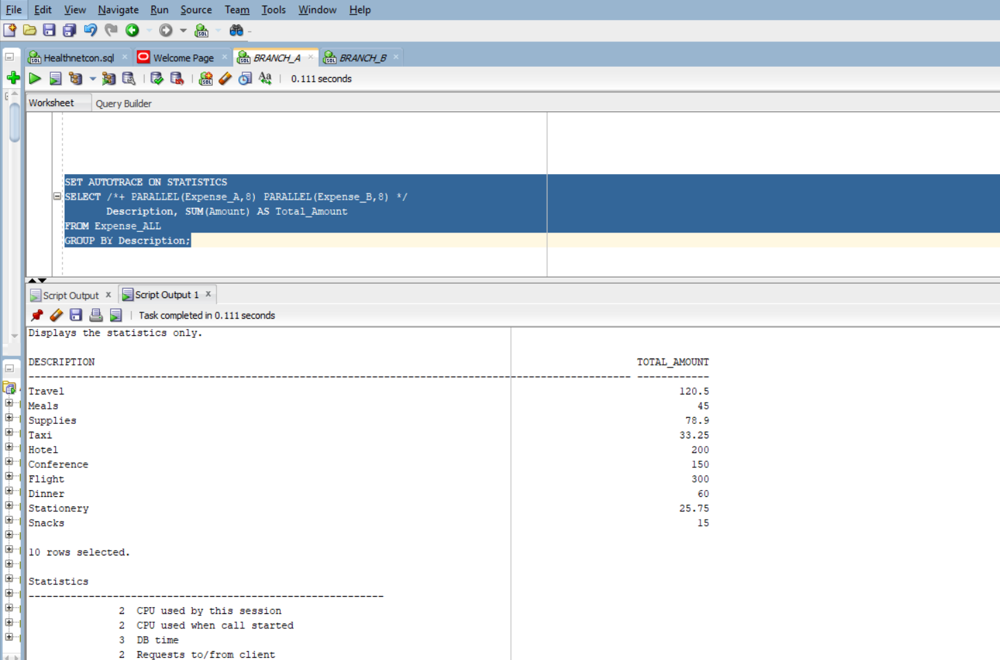 File Edit View Navigate Run Source Team Tools Window Help
Healthnetcon.sql Welcome Page BRANCH_A BRANCH_B
0.111 seconds
Worksheet Query Builder
SET AUTOTRACE ON STATISTICS
SELECT /*+ PARALLEL(Expense_A,8) PARALLEL(Expense_B,8) */
Description, SUM(Amount) AS Total_Amount
FROM Expense_ALL
GROUP BY Description;
Script Output x Script Output 1 x
Task completed in 0.111 seconds
Displays the statistics only.
DESCRIPTION TOTAL_AMOUNT
Travel 120.5
Meals 45
Supplies 78.9
Taxi 33.25
Hotel 200
Conference 150
Flight 300
Dinner 60
Stationery 25.75
Snacks 15
10 rows selected.
Statistics
2 CPU used by this session
2 CPU used when call started
3 DB time
2 Requests to/from client